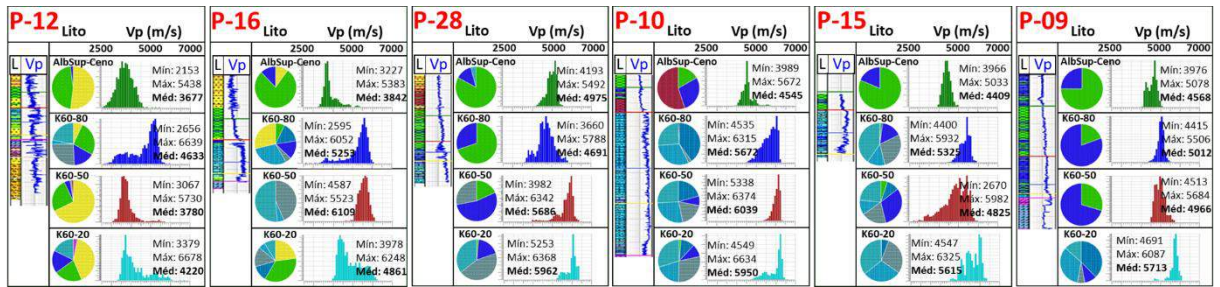 P-12 Lito Vp (m/s)
2500 5000 7000
L Vp AlbSup-Ceno
Mín: 2153
Máx: 5438
Méd: 3677
K60-80
Mín: 2656
Máx: 6639
Méd: 4633
K60-50
Mín: 3067
Máx: 5730
Méd: 3780
K60-20
Mín: 3379
Máx: 6678
Méd: 4220
P-16 Lito Vp (m/s)
2500 5000 7000
L Vp AlbSup-Ceno
Mín: 3227
Máx: 5383
Méd: 3842
K60-80
Mín: 2595
Máx: 6052
Méd: 5253
K60-50
Mín: 4587
Máx: 5523
Méd: 6109
K60-20
Mín: 3978
Máx: 6248
Méd: 4861
P-28 Lito Vp (m/s)
2500 5000 7000
L Vp AlbSup-Ceno
Mín: 4193
Máx: 5492
Méd: 4975
K60-80
Mín: 3660
Máx: 5788
Méd: 4691
K60-50
Mín: 3982
Máx: 6342
Méd: 5686
K60-20
Mín: 5253
Máx: 6368
Méd: 5962
P-10 Lito Vp (m/s)
2500 5000 7000
L Vp AlbSup-Ceno
Mín: 3989
Máx: 5672
Méd: 4545
K60-80
Mín: 4535
Máx: 6315
Méd: 5672
K60-50
Mín: 5338
Máx: 6374
Méd: 6039
K60-20
Mín: 4549
Máx: 6634
Méd: 5950
P-15 Lito Vp (m/s)
2500 5000 7000
L Vp AlbSup-Ceno
Mín: 3966
Máx: 5033
Méd: 4409
K60-80
Mín: 4400
Máx: 5932
Méd: 5325
K60-50
Mín: 2670
Máx: 5982
Méd: 4825
K60-20
Mín: 4547
Máx: 6325
Méd: 5615
P-09 Lito Vp (m/s)
2500 5000 7000
L Vp AlbSup-Ceno
Mín: 3976
Máx: 5078
Méd: 4568
K60-80
Mín: 4415
Máx: 5506
Méd: 5012
K60-50
Mín: 4513
Máx: 5684
Méd: 4966
K60-20
Mín: 4691
Máx: 6087
Méd: 5713